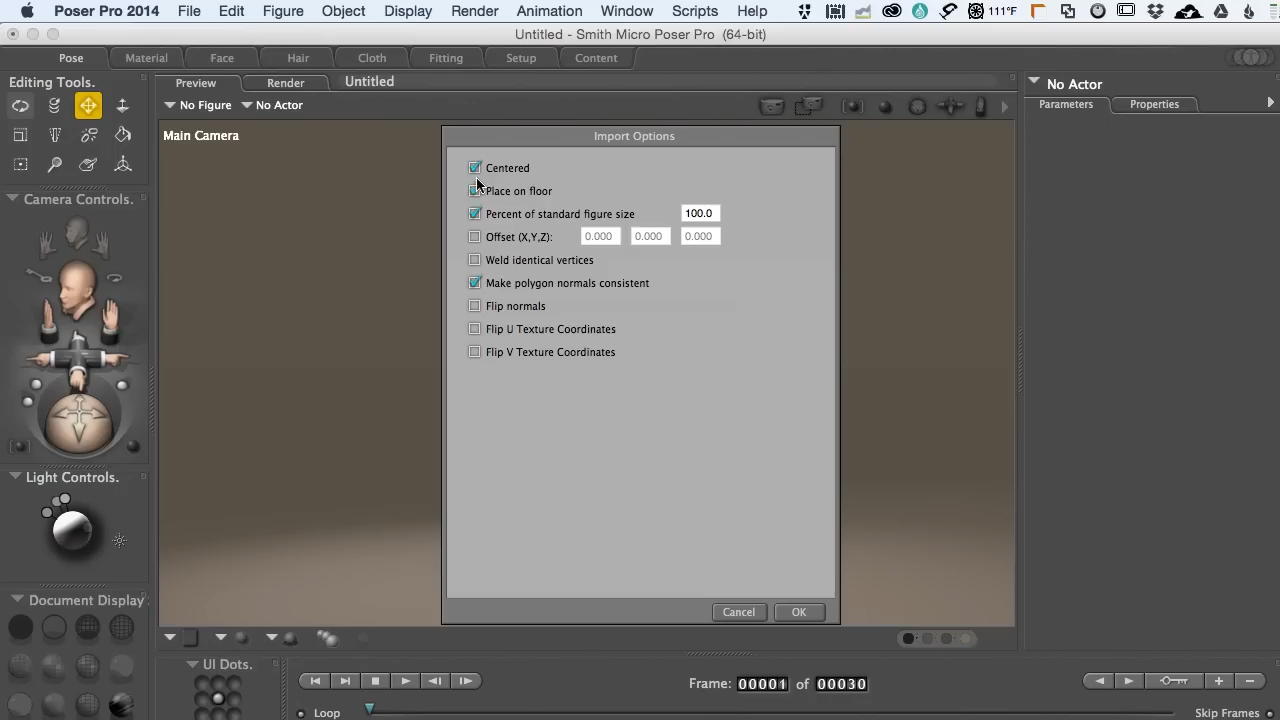 Poser Pro 2014 File Edit Figure Object Display Render Animation Window Scripts Help 111°F
Untitled - Smith Micro Poser Pro (64-bit)
Pose Material Face Hair Cloth Fitting Setup Content
Editing Tools.
Preview Render Untitled
No Actor
No Figure No Actor
Parameters Properties
Main Camera
Import Options
Centered
Place on floor
Percent of standard figure size 100.0
Offset (X,Y,Z): 0.000 0.000 0.000
Weld identical vertices
Make polygon normals consistent
Flip normals
Flip U Texture Coordinates
Flip V Texture Coordinates
Cancel OK
Camera Controls.
Light Controls.
Document Display
UI Dots.
Frame: 00001 of 00030
Loop
Skip Frames